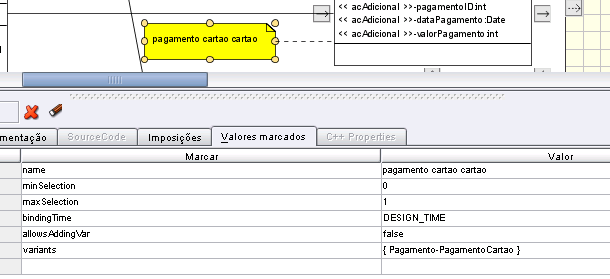 << acAdicional >>-pagamentoID:int
<< acAdicional >>-dataPagamento:Date
<< acAdicional >>-valorPagamento:int
pagamento cartao cartao
mentação SourceCode Imposições Valores marcados C++ Properties
Marcar Valor
name pagamento cartao cartao
minSelection 0
maxSelection 1
bindingTime DESIGN_TIME
allowsAddingVar false
variants { Pagamento-PagamentoCartao }